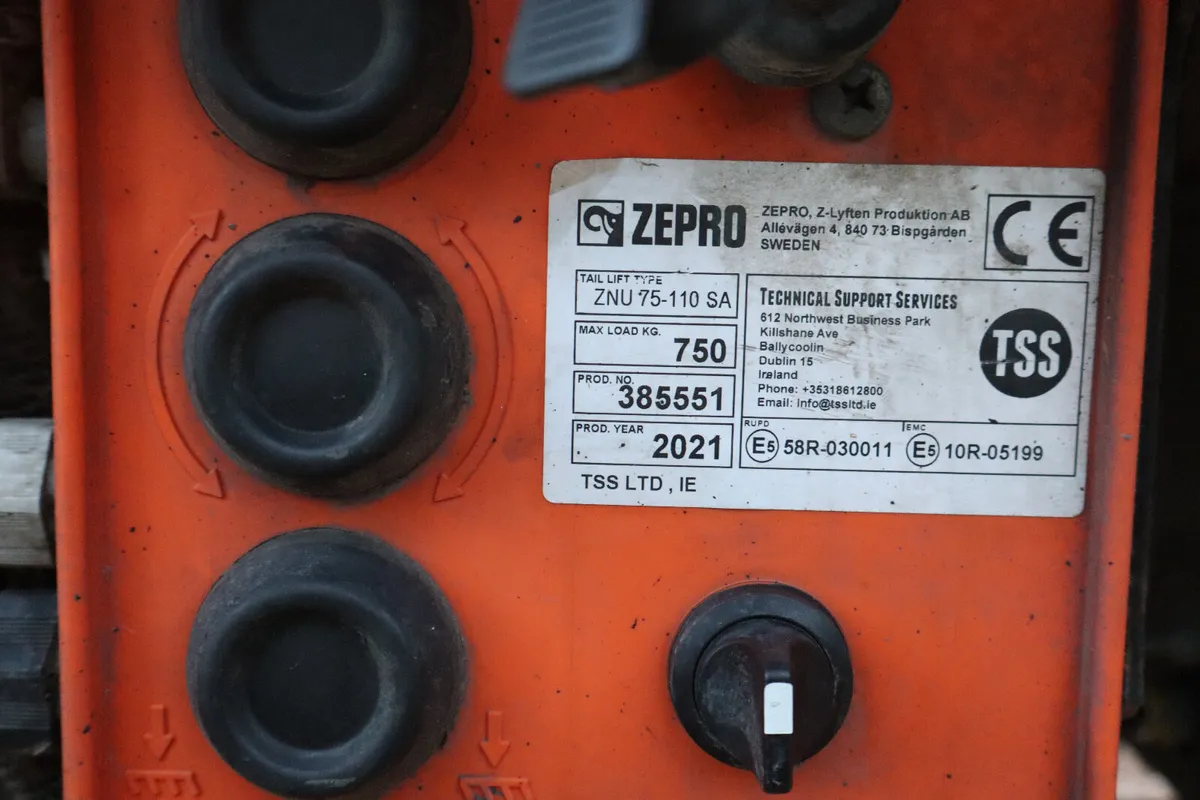 ZEPRO
ZEPRO, Z-Lyften Produktion AB
Allévägen 4, 840 73 Bispgården
SWEDEN
CE
TAIL LIFT TYPE
ZNU 75-110 SA
MAX LOAD KG.
750
PROD. NO.
385551
PROD. YEAR
2021
TECHNICAL SUPPORT SERVICES
612 Northwest Business Park
Killshane Ave
Ballycoolin
Dublin 15
Ireland
Phone: +35318612800
Email: info@tssltd.ie
TSS
RUPD
E5 58R-030011
EMC
E5 10R-05199
TSS LTD , IE